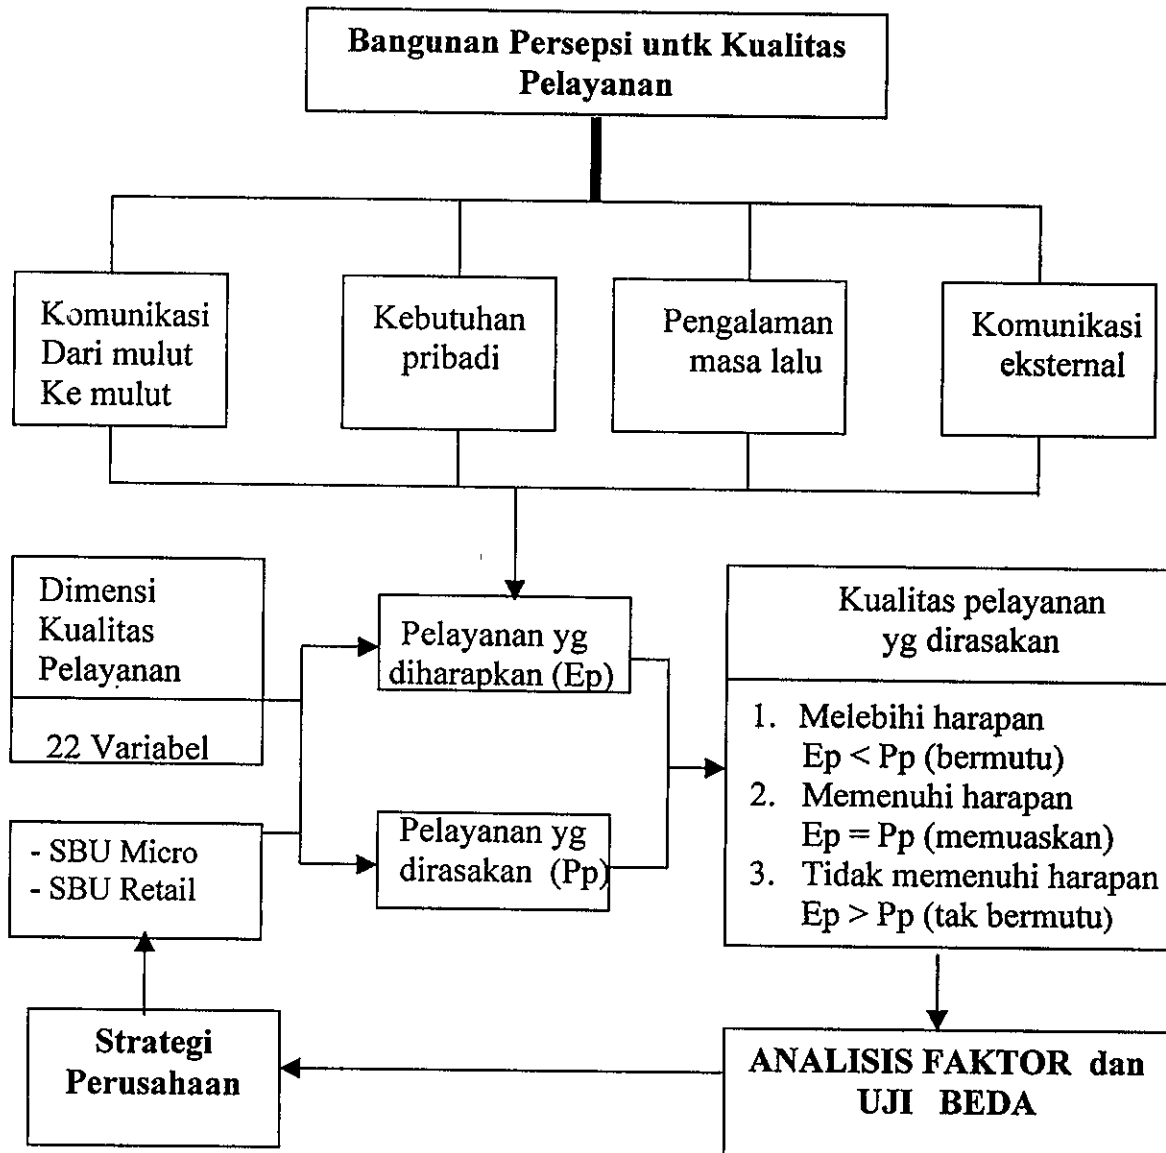 Bangunan Persepsi untk Kualitas
Pelayanan
Komunikasi
Dari mulut
Ke mulut
Kebutuhan
pribadi
Pengalaman
masa lalu
Komunikasi
eksternal
Dimensi
Kualitas
Pelayanan
22 Variabel
- SBU Micro
- SBU Retail
Pelayanan yg
diharapkan (Ep)
Pelayanan yg
dirasakan (Pp)
Kualitas pelayanan
yg dirasakan
1. Melebihi harapan
Ep < Pp (bermutu)
2. Memenuhi harapan
Ep = Pp (memuaskan)
3. Tidak memenuhi harapan
Ep > Pp (tak bermutu)
Strategi
Perusahaan
ANALISIS FAKTOR dan
UJI BEDA